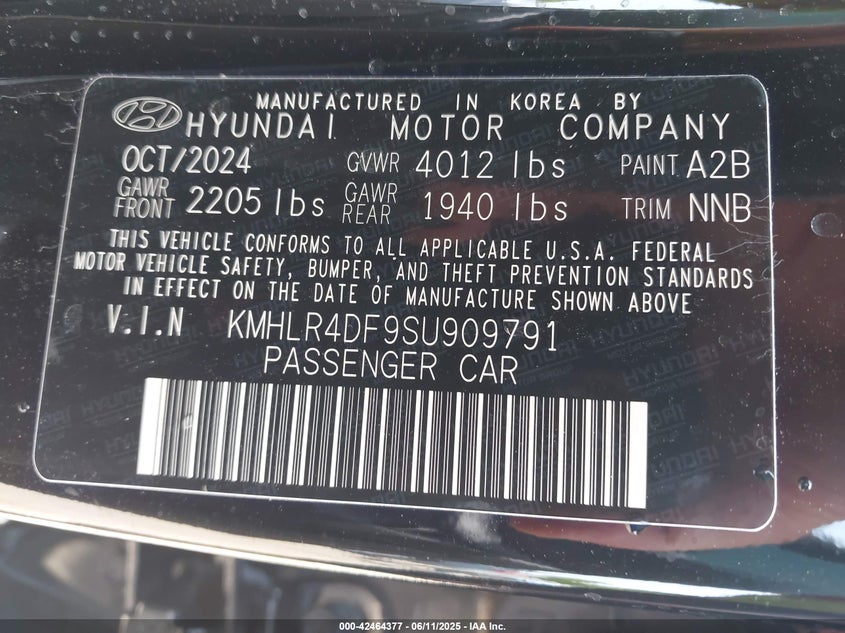 MANUFACTURED IN KOREA BY
HYUNDAI MOTOR COMPANY
OCT/2024 GVWR 4012 lbs PAINT A2B
GAWR FRONT 2205 lbs GAWR REAR 1940 lbs TRIM NNB
THIS VEHICLE CONFORMS TO ALL APPLICABLE U.S.A. FEDERAL
MOTOR VEHICLE SAFETY, BUMPER, AND THEFT PREVENTION STANDARDS
IN EFFECT ON THE DATE OF MANUFACTURE SHOWN ABOVE
V.I.N KMHLR4DF9SU909791
PASSENGER CAR
000-42464377 - 06/11/2025 - IAA Inc.